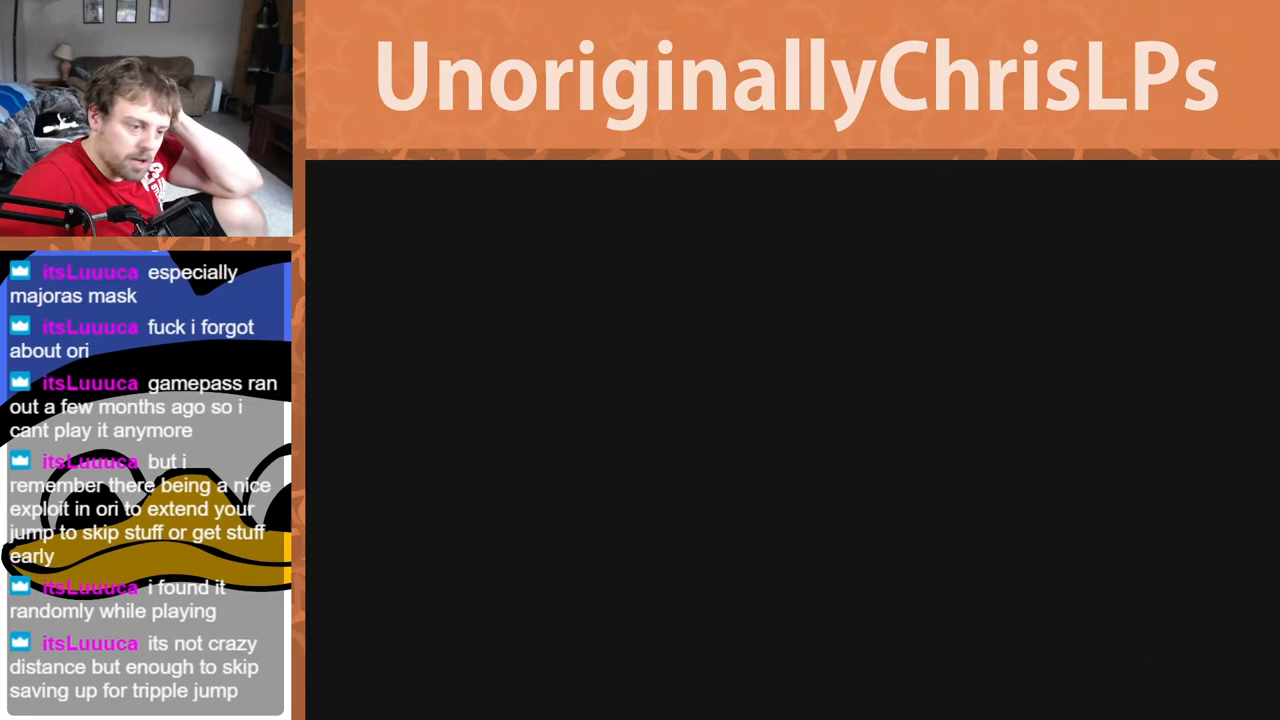 UnoriginallyChrisLPs
itsLuuuca especially
majoras mask
itsLuuuca fuck i forgot
about ori
itsLuuuca gamepass ran
out a few months ago so i
cant play it anymore
itsLuuuca but i
remember there being a nice
exploit in ori to extend your
jump to skip stuff or get stuff
early
itsLuuuca i found it
randomly while playing
itsLuuuca its not crazy
distance but enough to skip
saving up for tripple jump